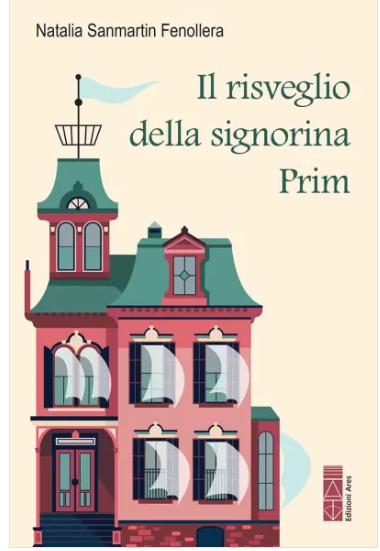 Natalia Sanmartin Fenollera
Il risveglio
della signorina
Prim
Edizioni Ares